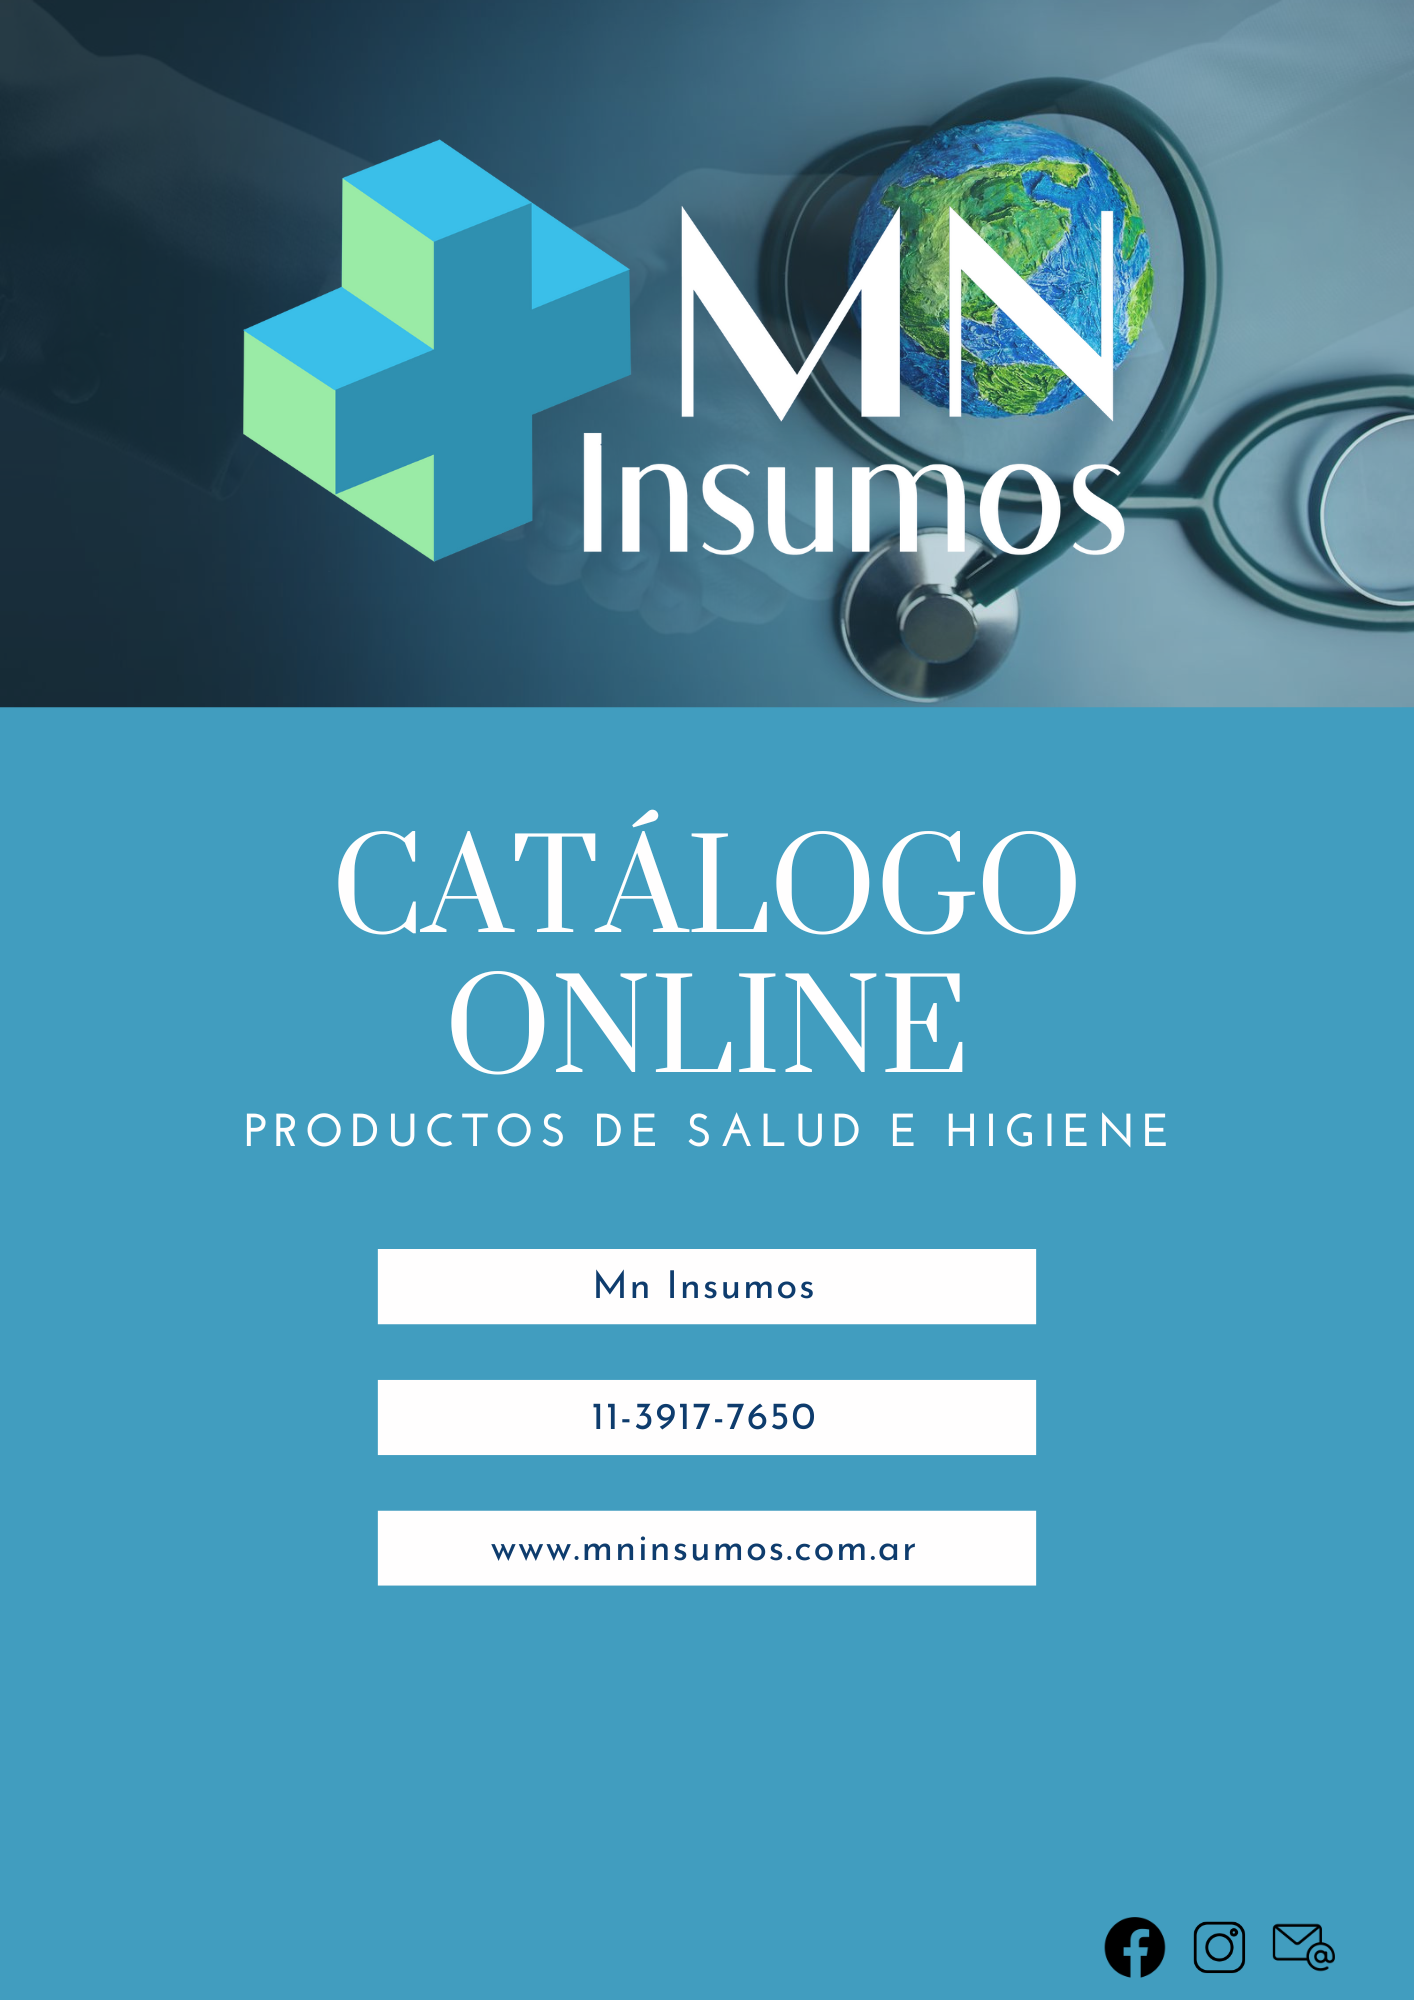 MN
Insumos
CATÁLOGO
ONLINE
PRODUCTOS DE SALUD E HIGIENE
Mn Insumos
11-3917-7650
www.mninsumos.com.ar